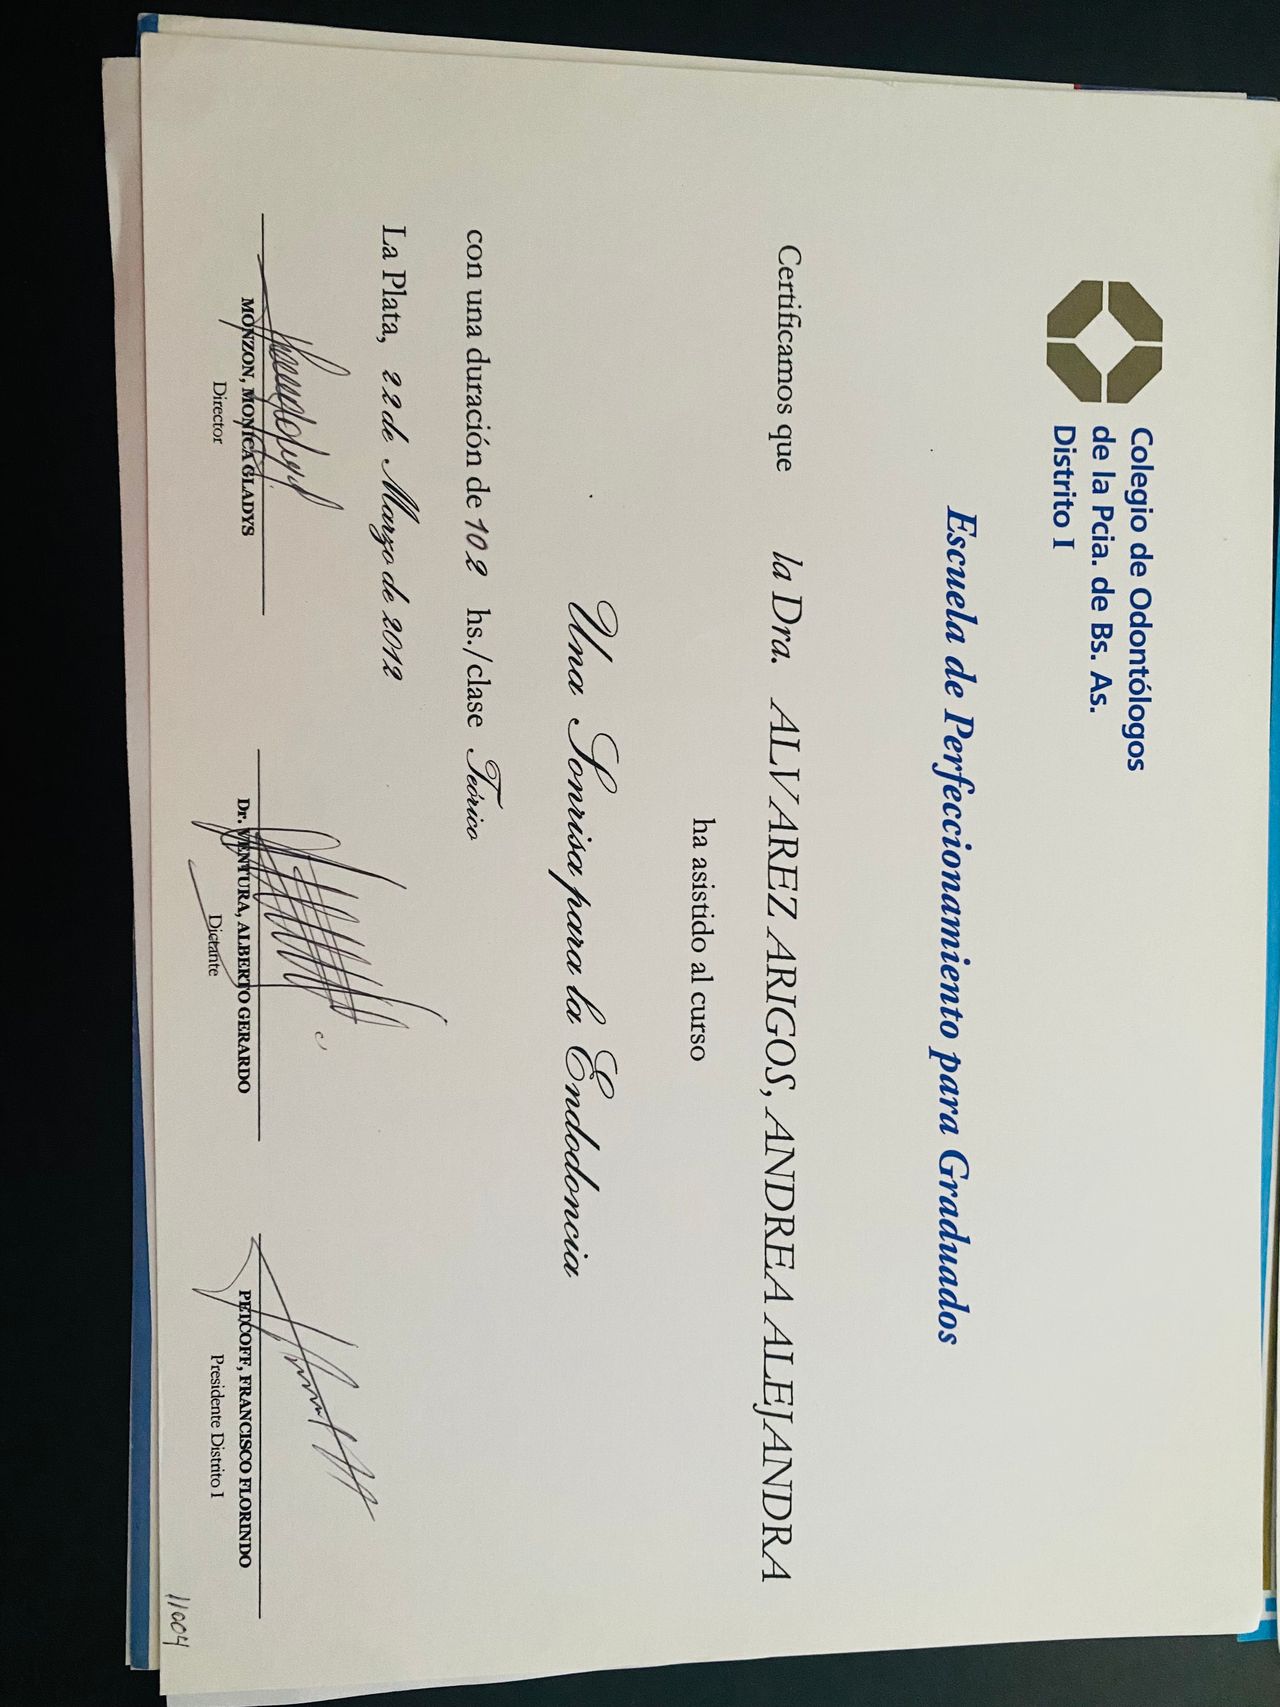 Colegio de Odontólogos
de la Pcia. de Bs. As.
Distrito I
Escuela de Perfeccionamiento para Graduados
Certificamos que la Dra. ALVAREZ ARIGOS, ANDREA ALEJANDRA
ha asistido al curso
Una Sonrisa para la Endodoncia
con una duración de 102 hs./clase Teórico
La Plata, 22 de Marzo de 2012
MONZON, MONICA GLADYS
Director
Dr. VENTURA, ALBERTO GERARDO
Dictante
PETCOFF, FRANCISCO FLORINDO
Presidente Distrito I
11004